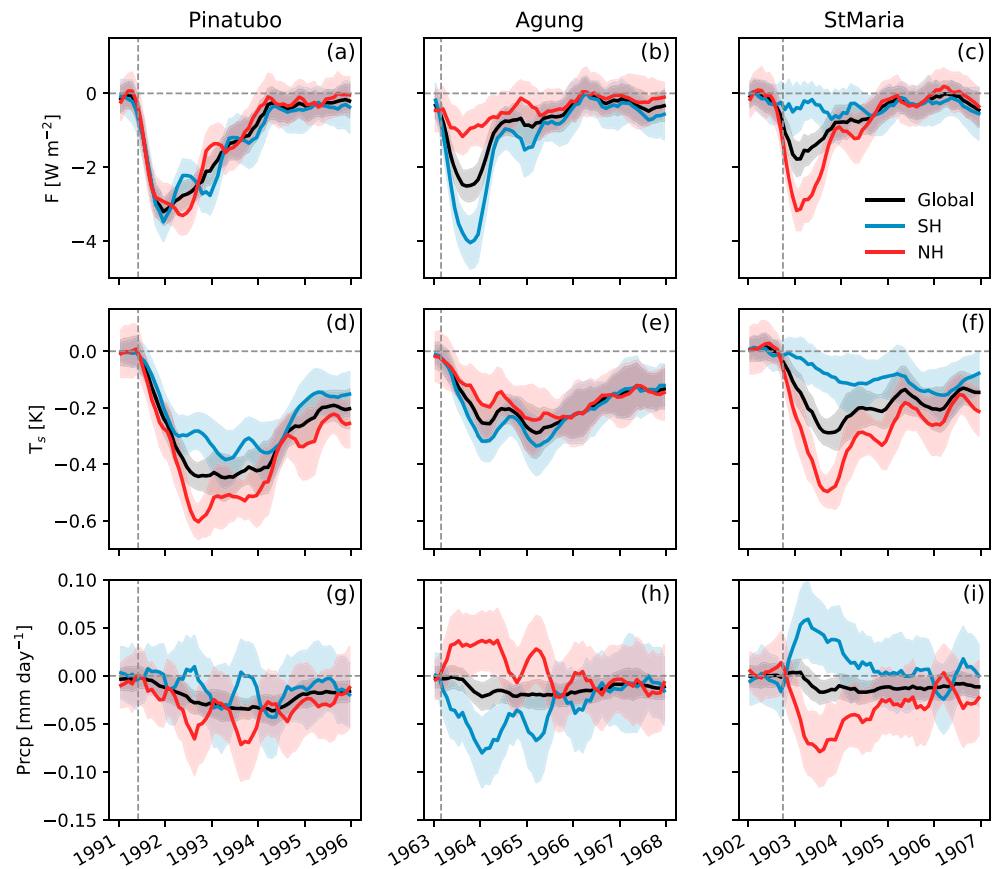 Pinatubo Agung StMaria
(a) (b) (c)
0
−2
−4
F [W m−2]
Global
SH
NH
(d) (e) (f)
0.0
−0.2
−0.4
−0.6
Ts [K]
(g) (h) (i)
0.10
0.05
0.00
−0.05
−0.10
−0.15
Prcp [mm day−1]
1991 1992 1993 1994 1995 1996
1963 1964 1965 1966 1967 1968
1902 1903 1904 1905 1906 1907